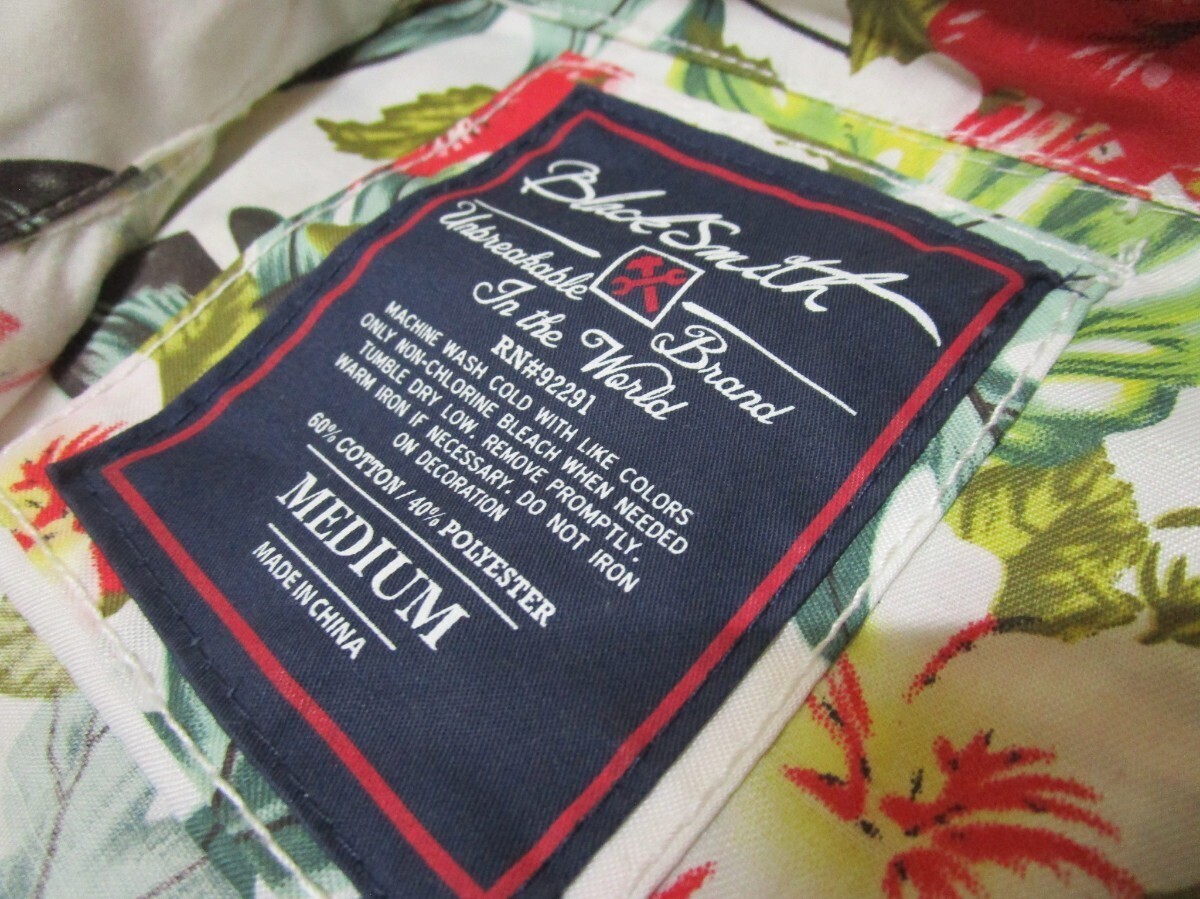 BlackSmith
Brand
Unbreakable
In the World
RN#92291
MACHINE WASH COLD WITH LIKE COLORS
ONLY NON-CHLORINE BLEACH WHEN NEEDED
TUMBLE DRY LOW. REMOVE PROMPTLY.
WARM IRON IF NECESSARY. DO NOT IRON
ON DECORATION
60% COTTON / 40% POLYESTER
MEDIUM
MADE IN CHINA